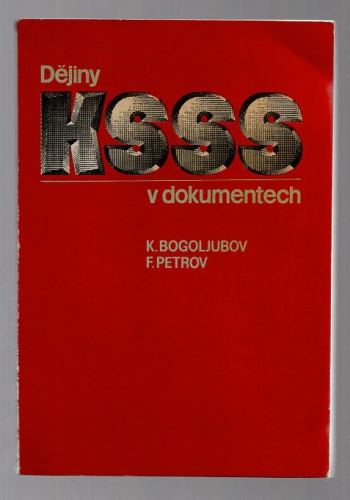 Dějiny
KSSS
v dokumentech
K. BOGOLJUBOV
F. PETROV